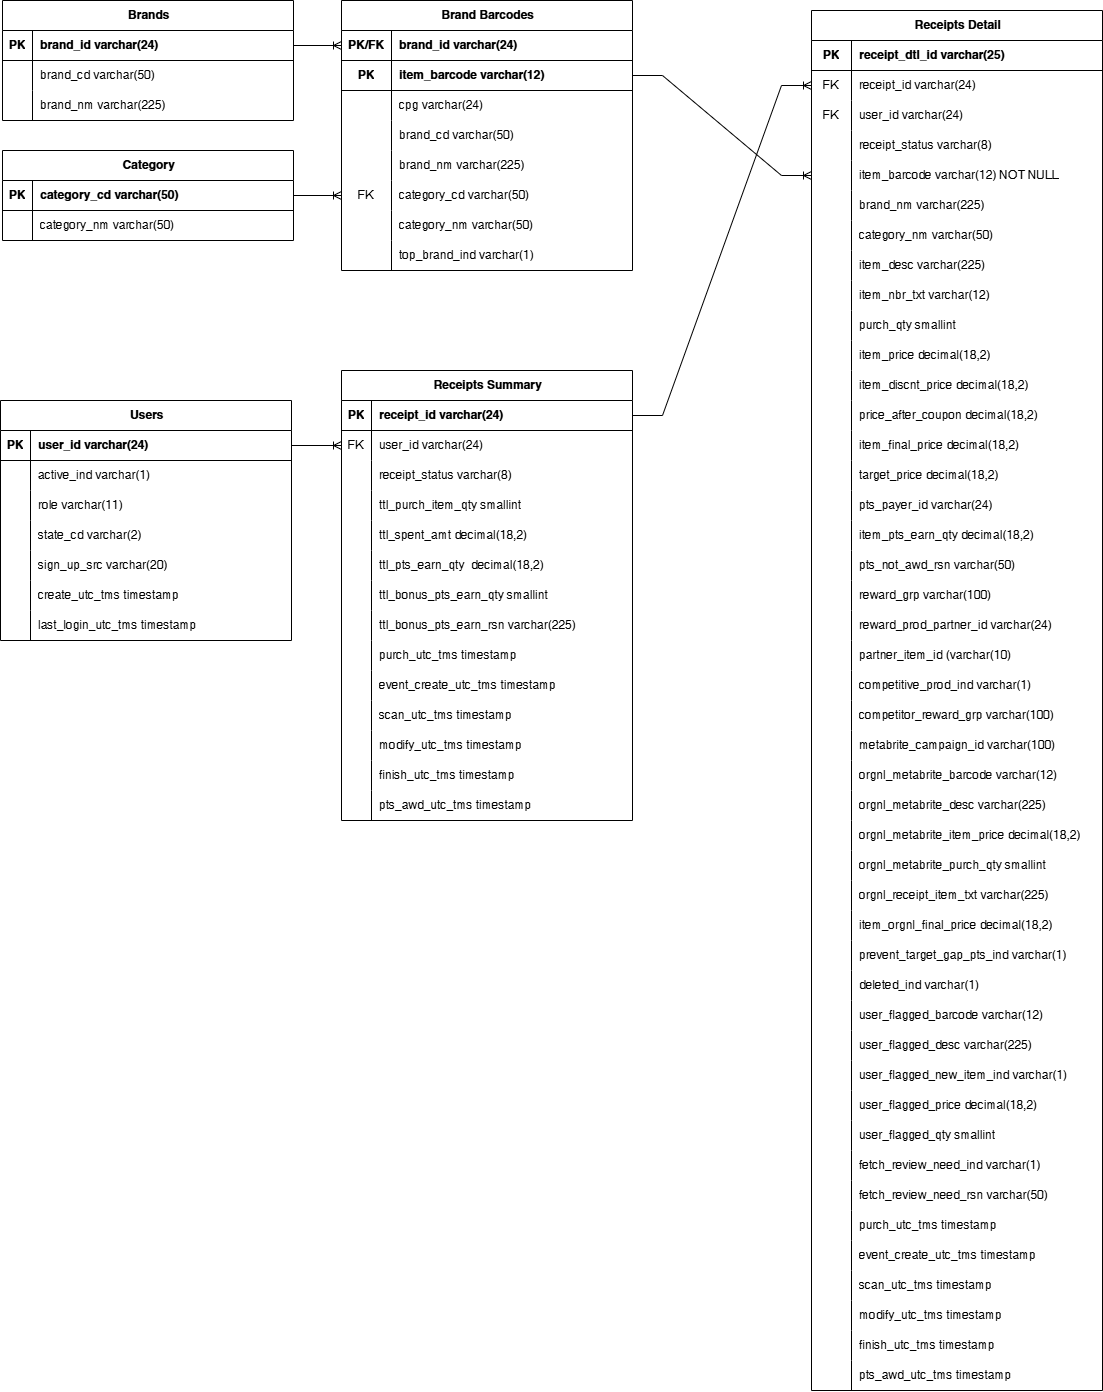 Brands
PK brand_id varchar(24)
brand_cd varchar(50)
brand_nm varchar(225)
Category
PK category_cd varchar(50)
category_nm varchar(50)
Brand Barcodes
PK/FK brand_id varchar(24)
PK item_barcode varchar(12)
cpg varchar(24)
brand_cd varchar(50)
brand_nm varchar(225)
FK category_cd varchar(50)
category_nm varchar(50)
top_brand_ind varchar(1)
Users
PK user_id varchar(24)
active_ind varchar(1)
role varchar(11)
state_cd varchar(2)
sign_up_src varchar(20)
create_utc_tms timestamp
last_login_utc_tms timestamp
Receipts Summary
PK receipt_id varchar(24)
FK user_id varchar(24)
receipt_status varchar(8)
ttl_purch_item_qty smallint
ttl_spent_amt decimal(18,2)
ttl_pts_earn_qty  decimal(18,2)
ttl_bonus_pts_earn_qty smallint
ttl_bonus_pts_earn_rsn varchar(225)
purch_utc_tms timestamp
event_create_utc_tms timestamp
scan_utc_tms timestamp
modify_utc_tms timestamp
finish_utc_tms timestamp
pts_awd_utc_tms timestamp
Receipts Detail
PK receipt_dtl_id varchar(25)
FK receipt_id varchar(24)
FK user_id varchar(24)
receipt_status varchar(8)
item_barcode varchar(12) NOT NULL
brand_nm varchar(225)
category_nm varchar(50)
item_desc varchar(225)
item_nbr_txt varchar(12)
purch_qty smallint
item_price decimal(18,2)
item_discnt_price decimal(18,2)
price_after_coupon decimal(18,2)
item_final_price decimal(18,2)
target_price decimal(18,2)
pts_payer_id varchar(24)
item_pts_earn_qty decimal(18,2)
pts_not_awd_rsn varchar(50)
reward_grp varchar(100)
reward_prod_partner_id varchar(24)
partner_item_id (varchar(10)
competitive_prod_ind varchar(1)
competitor_reward_grp varchar(100)
metabrite_campaign_id varchar(100)
orgnl_metabrite_barcode varchar(12)
orgnl_metabrite_desc varchar(225)
orgnl_metabrite_item_price decimal(18,2)
orgnl_metabrite_purch_qty smallint
orgnl_receipt_item_txt varchar(225)
item_orgnl_final_price decimal(18,2)
prevent_target_gap_pts_ind varchar(1)
deleted_ind varchar(1)
user_flagged_barcode varchar(12)
user_flagged_desc varchar(225)
user_flagged_new_item_ind varchar(1)
user_flagged_price decimal(18,2)
user_flagged_qty smallint
fetch_review_need_ind varchar(1)
fetch_review_need_rsn varchar(50)
purch_utc_tms timestamp
event_create_utc_tms timestamp
scan_utc_tms timestamp
modify_utc_tms timestamp
finish_utc_tms timestamp
pts_awd_utc_tms timestamp